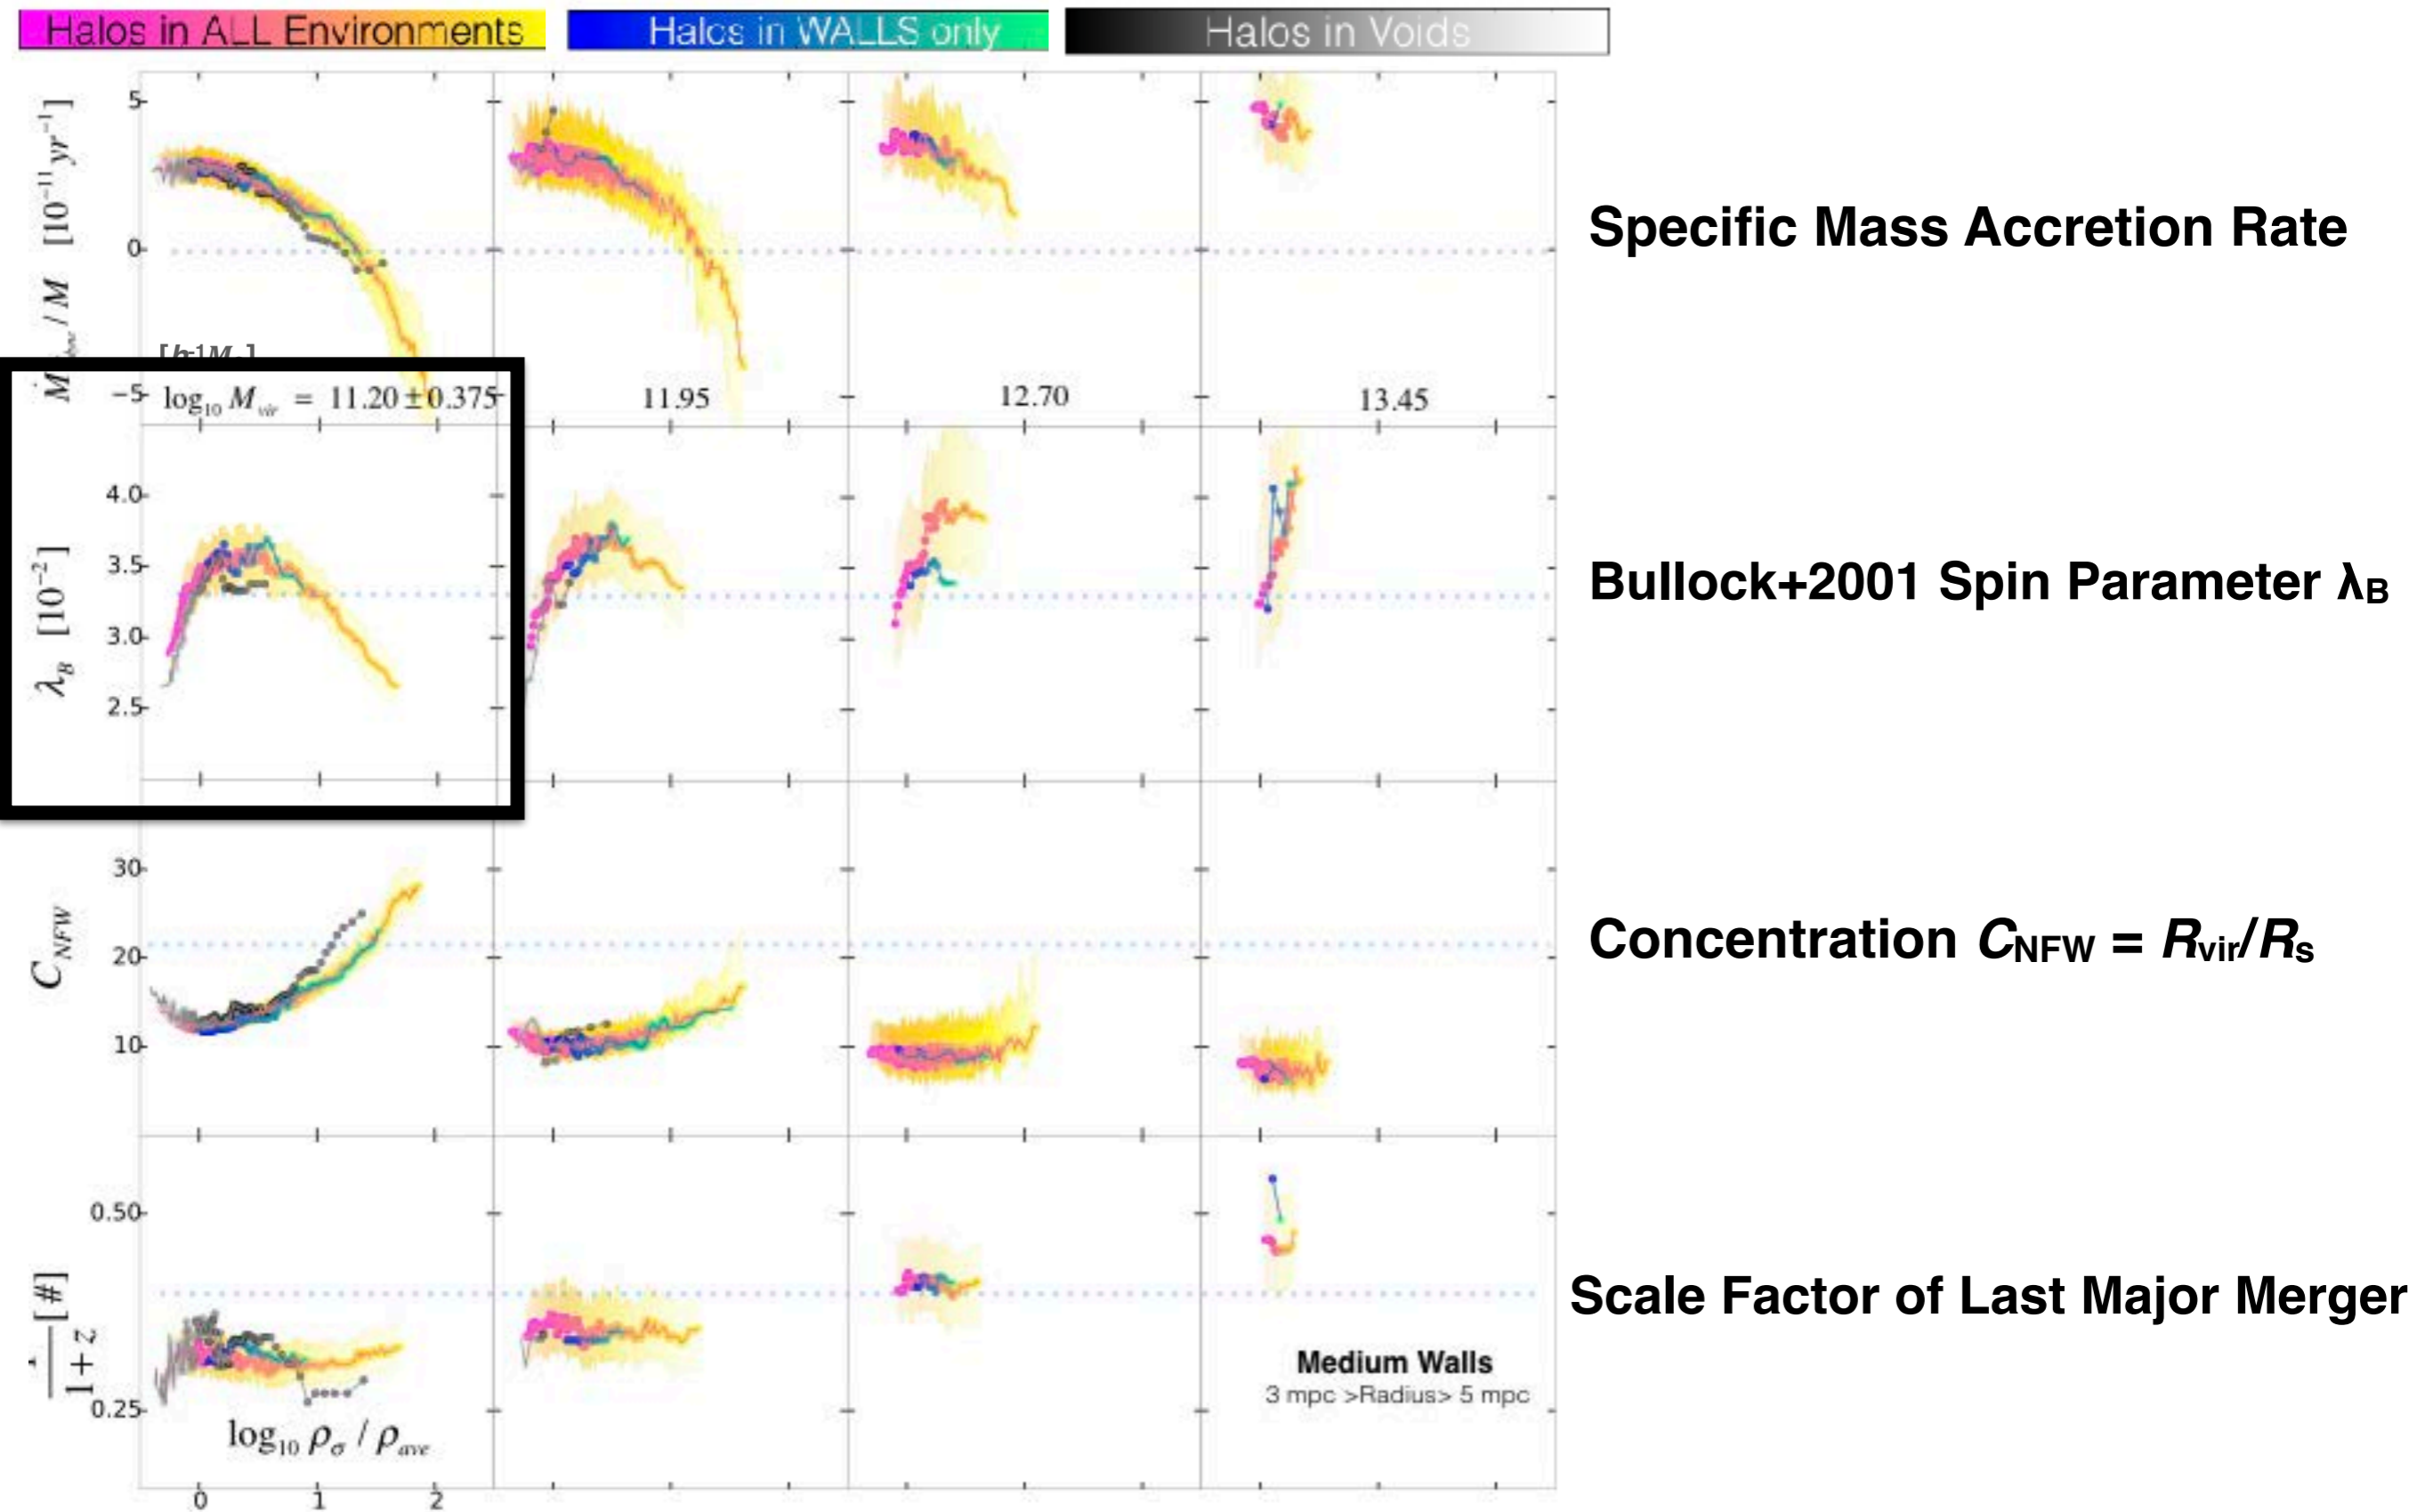 Halos in ALL Environments
Halos in WALLS only
Halos in Voids
5
0
−5
/ M [10⁻¹¹ yr⁻¹]
Specific Mass Accretion Rate
log₁₀ M_vir = 11.20 ± 0.375
11.95
12.70
13.45
4.0
3.5
3.0
2.5
λ_B [10⁻²]
Bullock+2001 Spin Parameter λ_B
30
20
10
C_NFW
Concentration C_NFW = R_vir/R_s
0.50
0.25
1+z [#]
Scale Factor of Last Major Merger
Medium Walls
3 mpc >Radius> 5 mpc
log₁₀ ρ_σ / ρ_ave
0 1 2